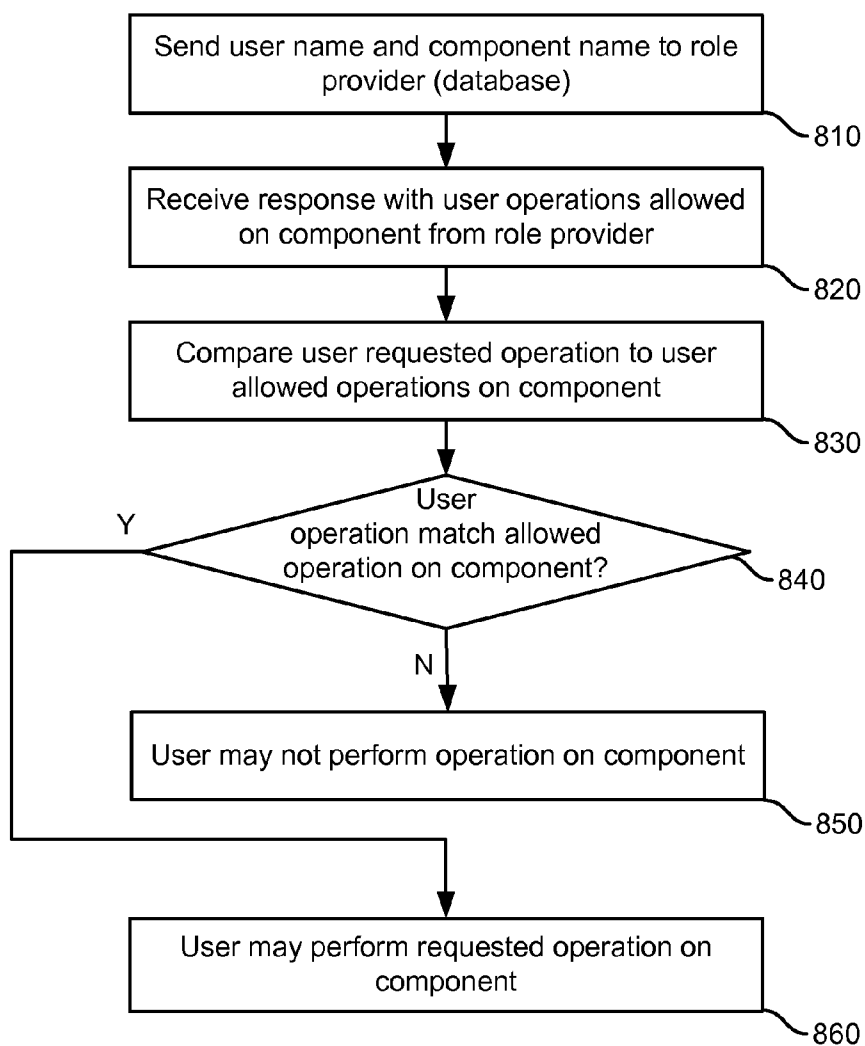 Send user name and component name to role
provider (database)
810
Receive response with user operations allowed
on component from role provider
820
Compare user requested operation to user
allowed operations on component
830
User
operation match allowed
operation on component?
Y
840
N
User may not perform operation on component
850
User may perform requested operation on
component
860